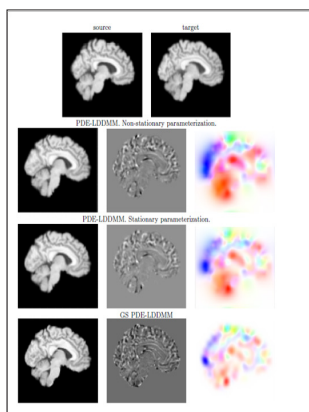 source target
PDE-LDDMM. Non-stationary parameterization.
PDE-LDDMM. Stationary parameterization.
GS PDE-LDDMM